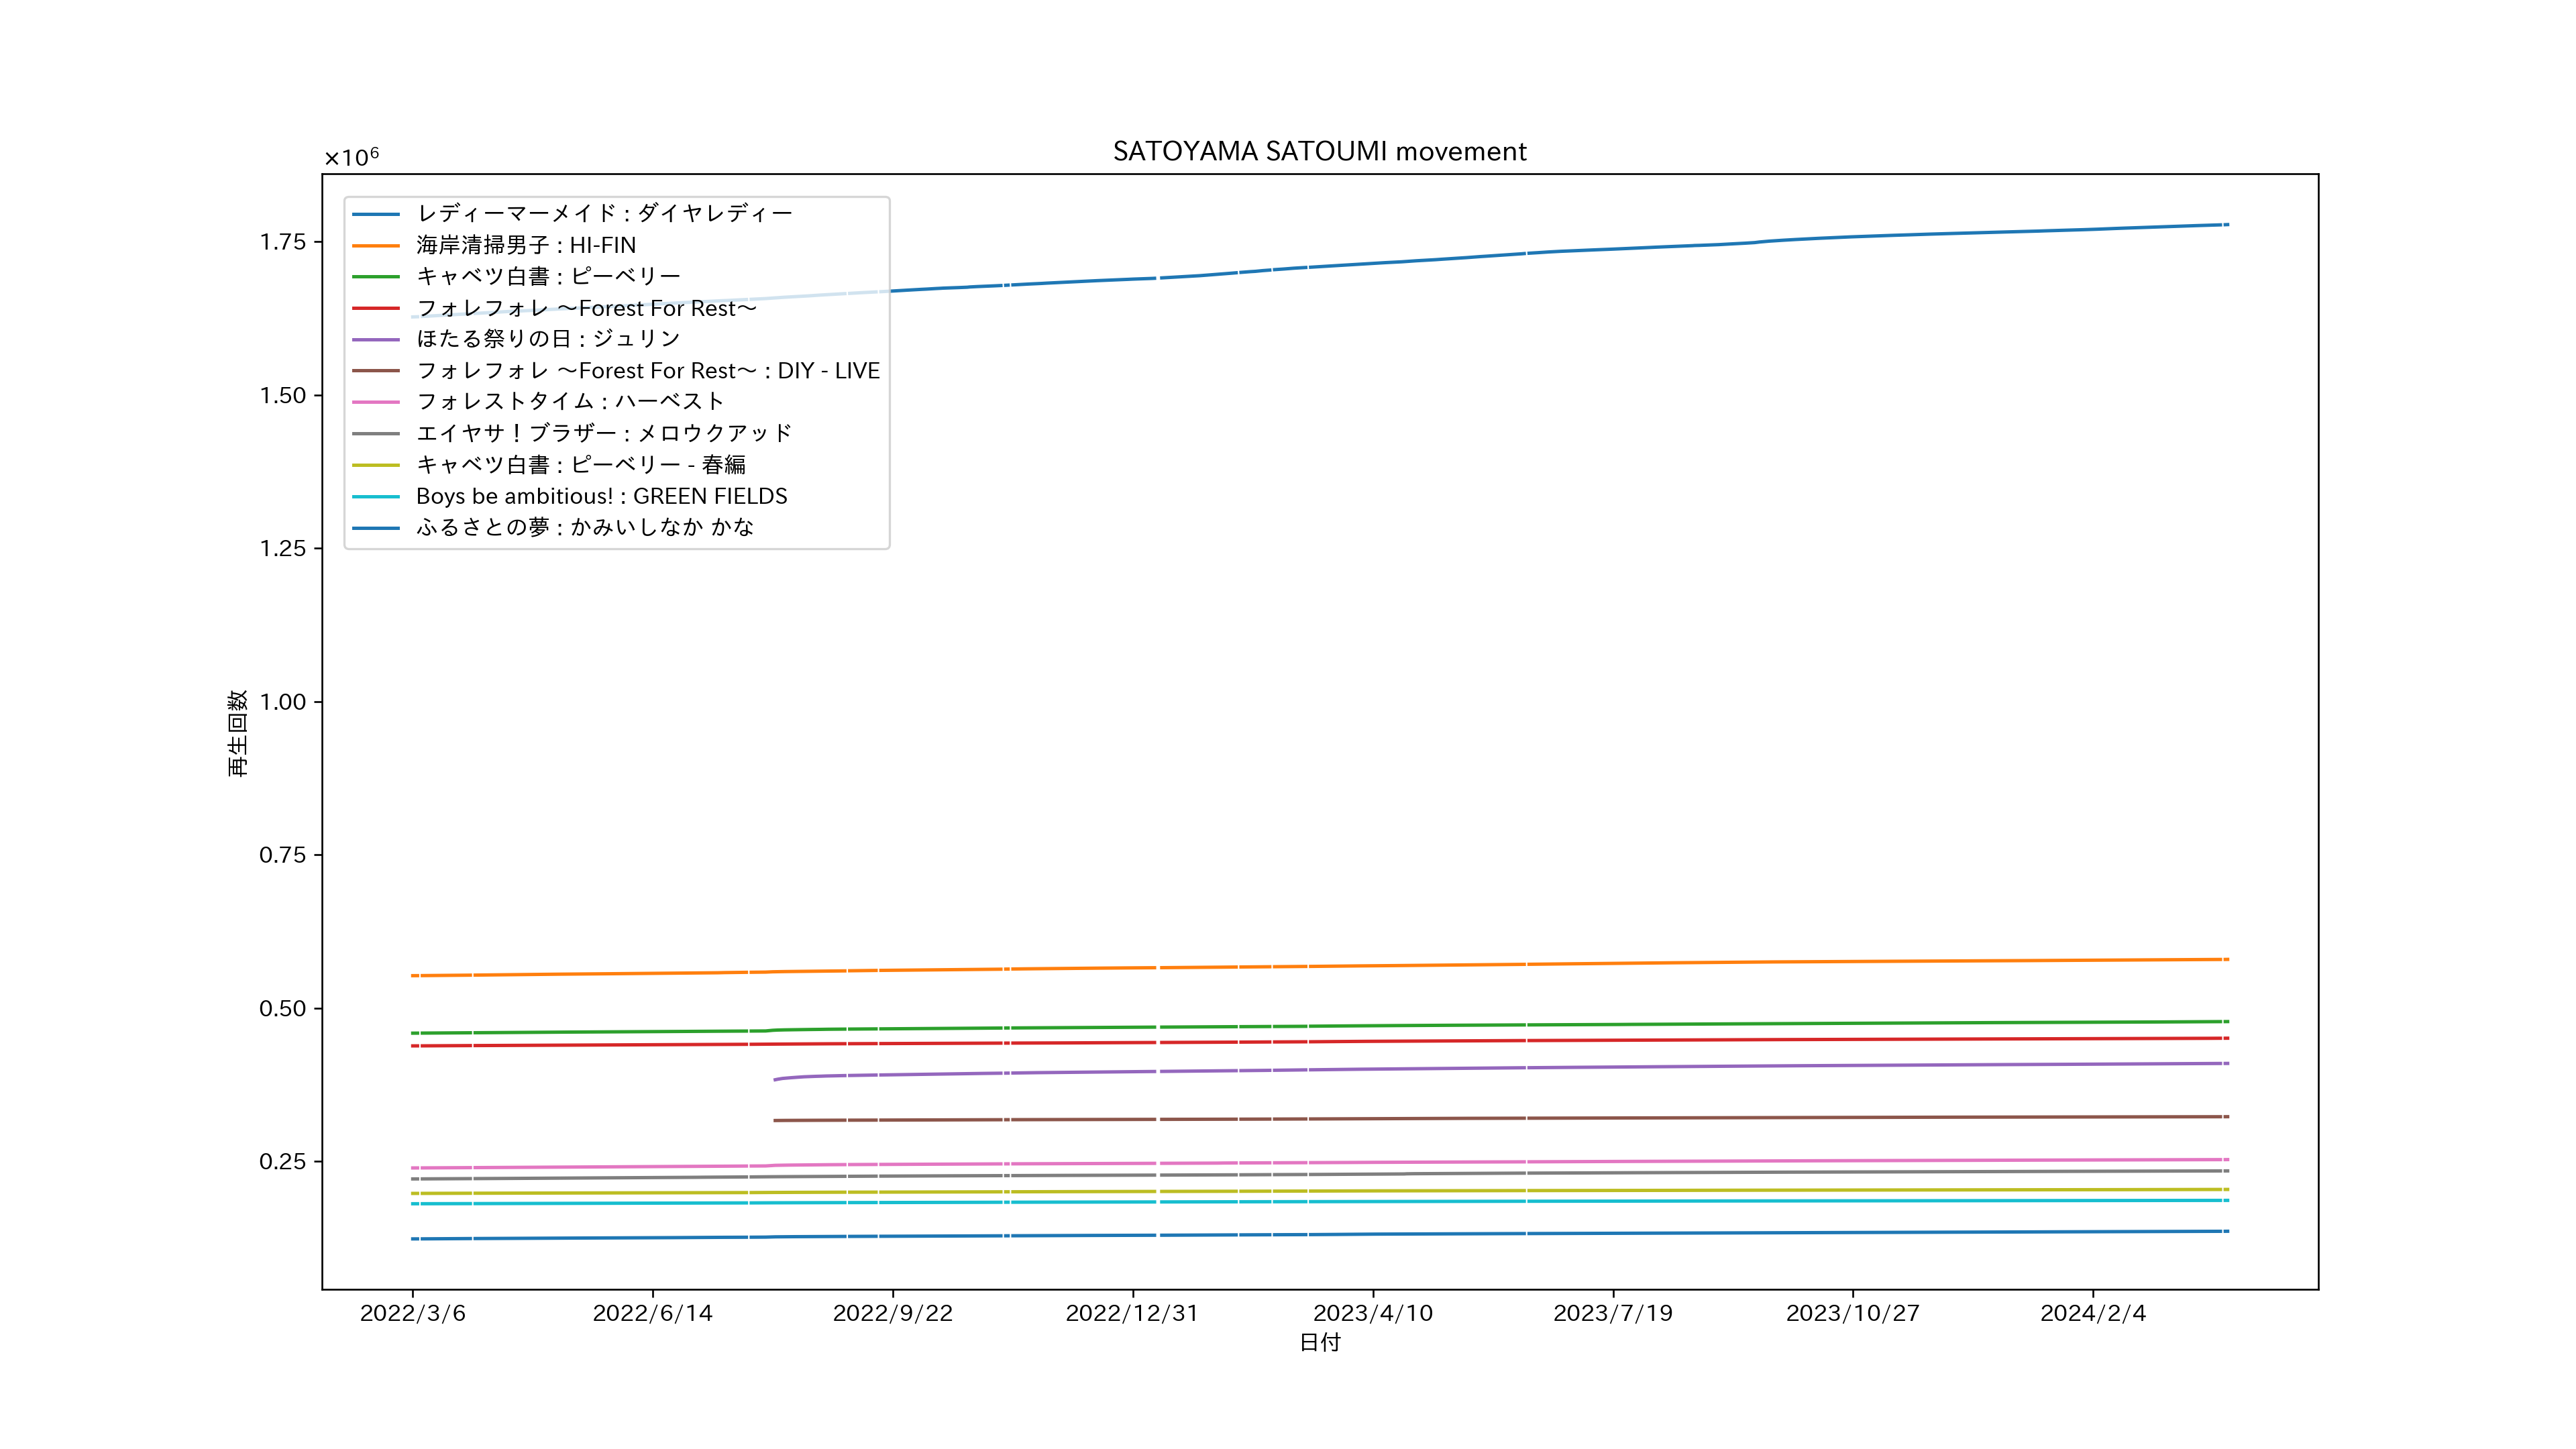 SATOYAMA SATOUMI movement
×10⁶
1.75
1.50
1.25
1.00
0.75
0.50
0.25
再生回数
レディーマーメイド : ダイヤレディー
海岸清掃男子 : HI-FIN
キャベツ白書 : ピーベリー
フォレフォレ 〜Forest For Rest〜
ほたる祭りの日 : ジュリン
フォレフォレ 〜Forest For Rest〜 : DIY - LIVE
フォレストタイム : ハーベスト
エイヤサ！ブラザー : メロウクアッド
キャベツ白書 : ピーベリー - 春編
Boys be ambitious! : GREEN FIELDS
ふるさとの夢 : かみいしなか かな
2022/3/6 2022/6/14 2022/9/22 2022/12/31 2023/4/10 2023/7/19 2023/10/27 2024/2/4
日付